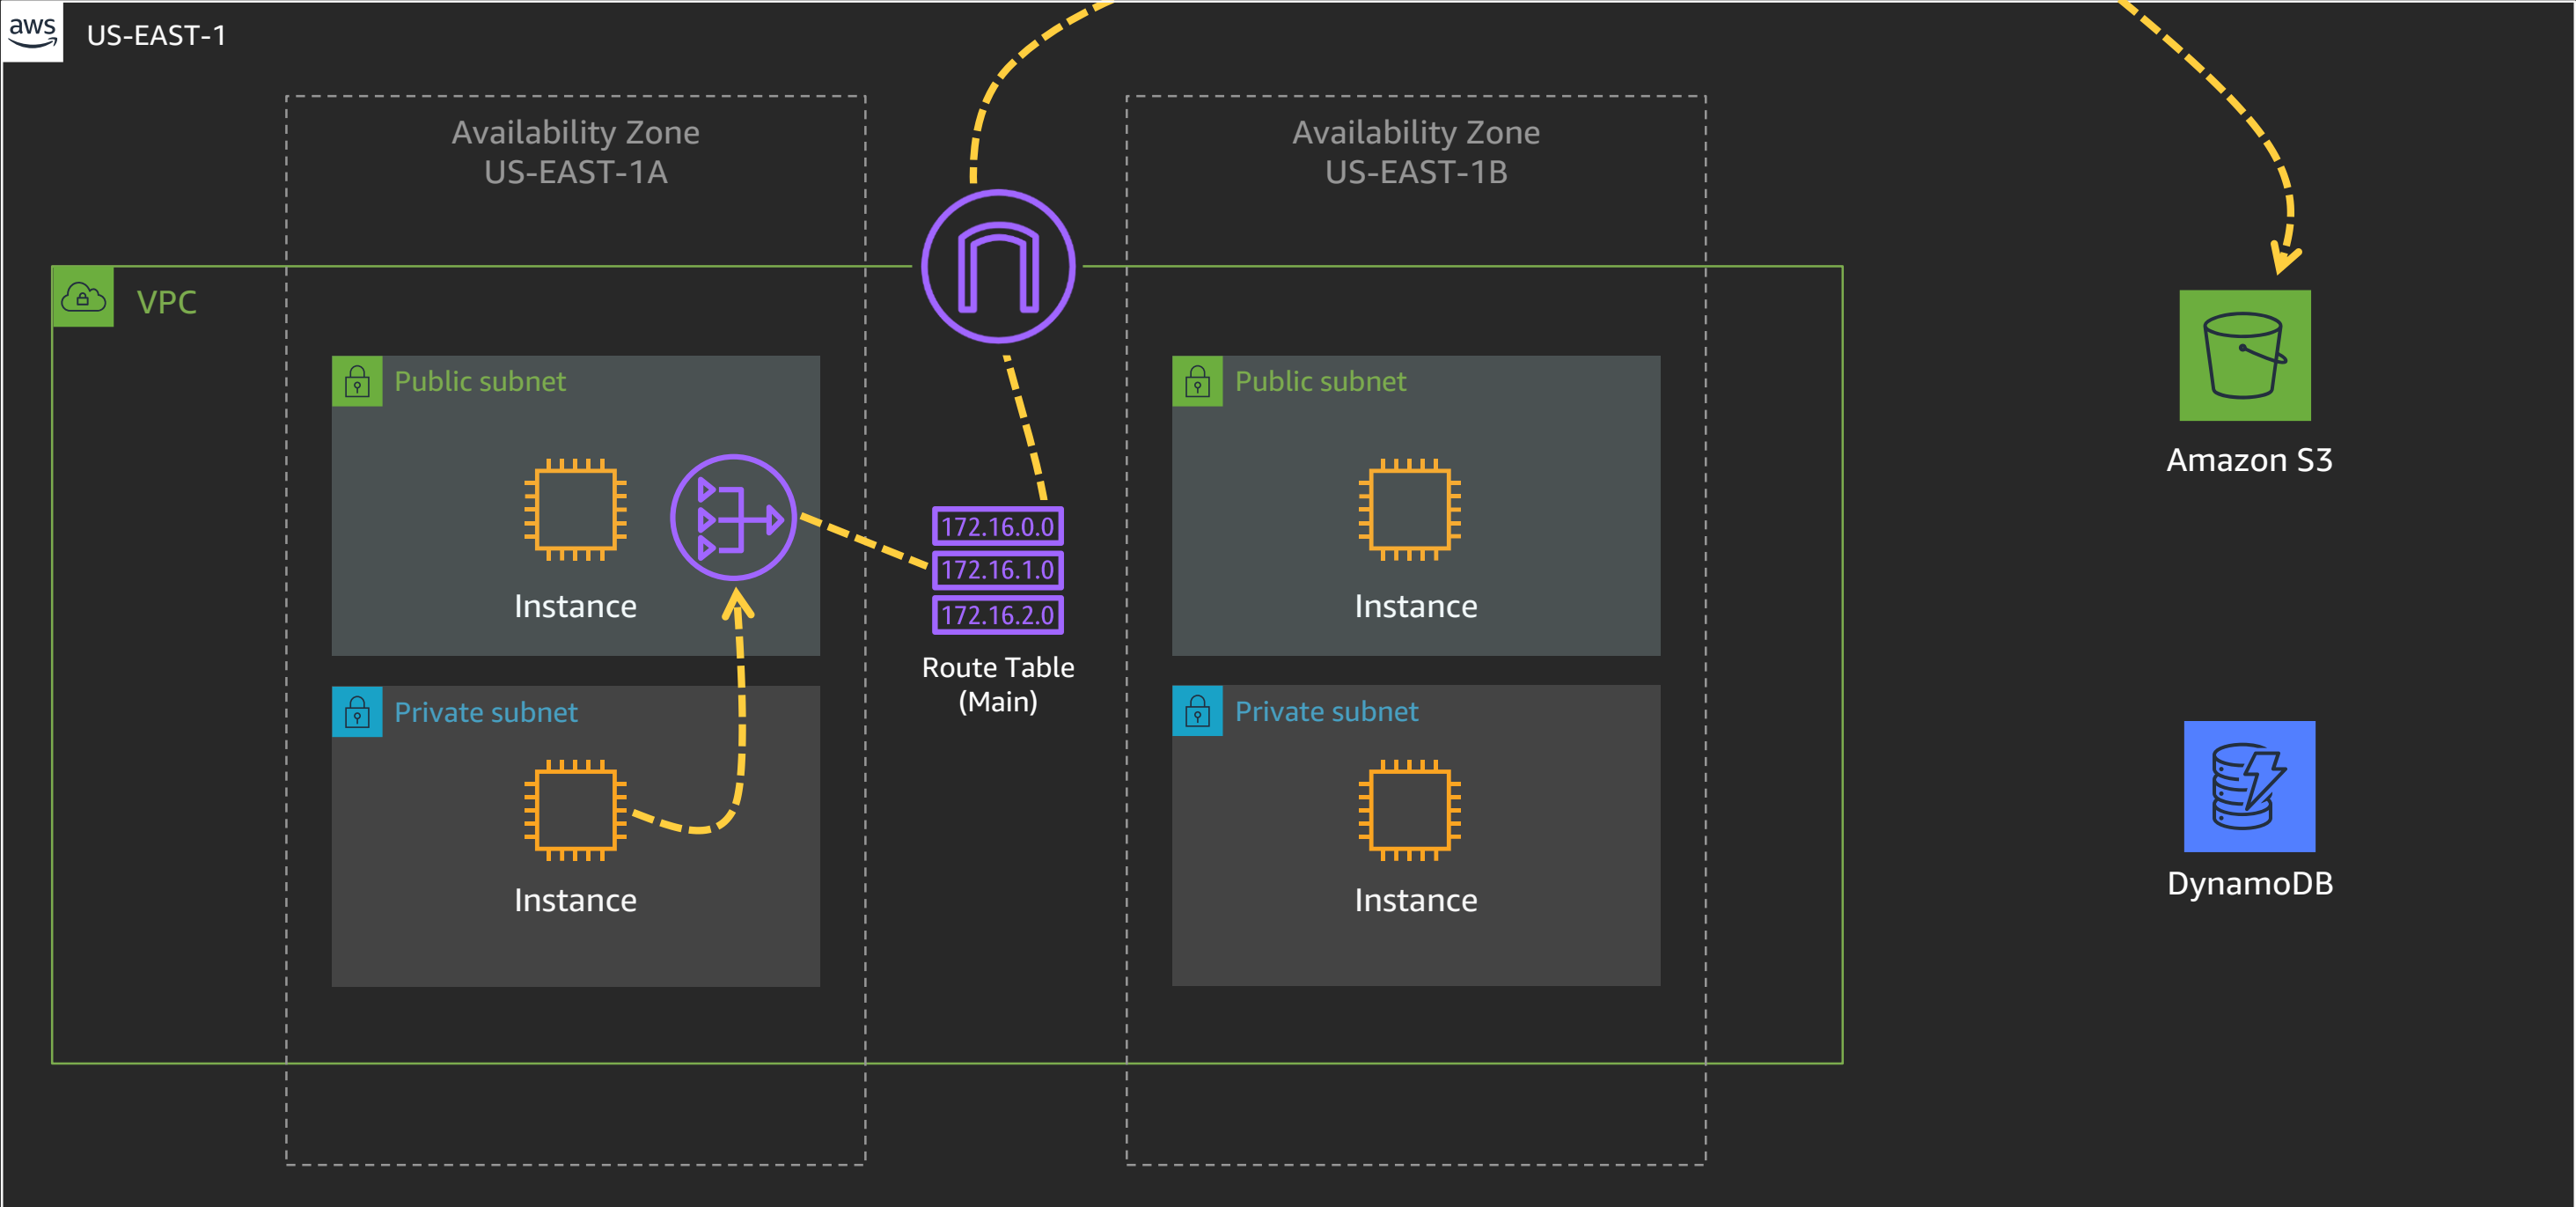 aws
US-EAST-1
Availability Zone
US-EAST-1A
Availability Zone
US-EAST-1B
VPC
Public subnet
Instance
Private subnet
Instance
172.16.0.0
172.16.1.0
172.16.2.0
Route Table
(Main)
Public subnet
Instance
Private subnet
Instance
Amazon S3
DynamoDB